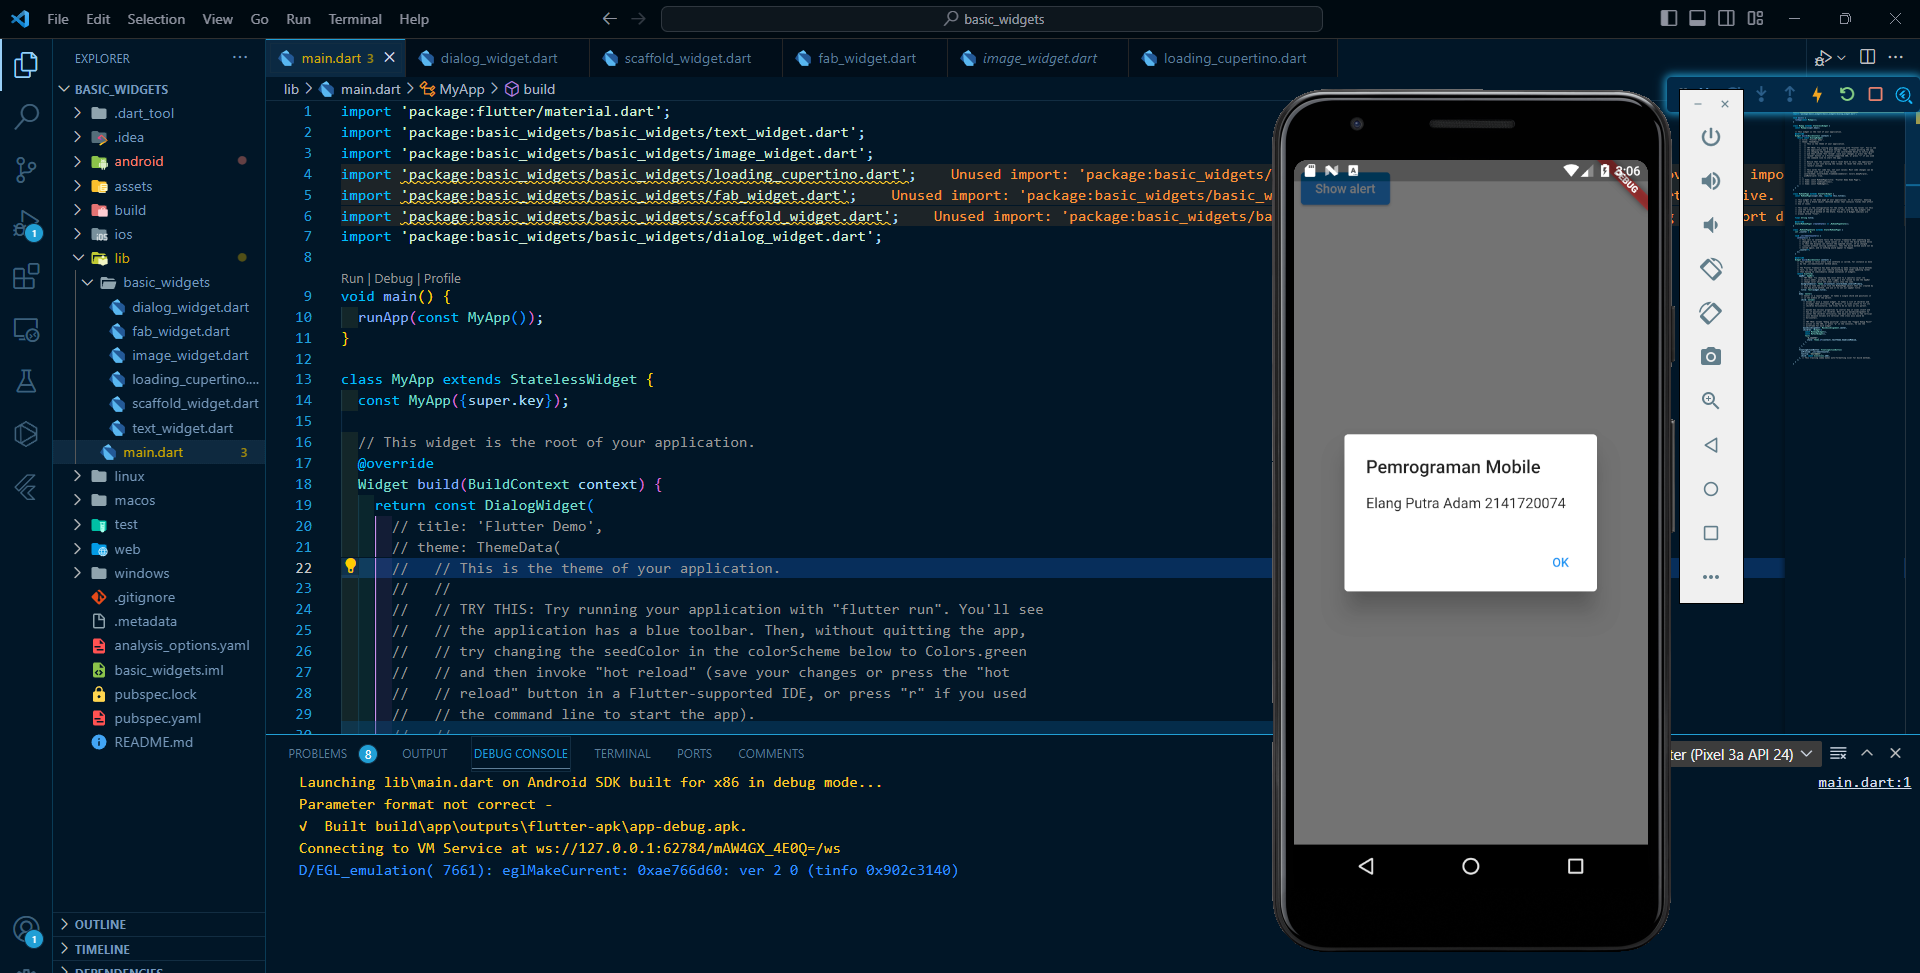 File Edit Selection View Go Run Terminal Help
basic_widgets
EXPLORER
main.dart 3
dialog_widget.dart
scaffold_widget.dart
fab_widget.dart
image_widget.dart
loading_cupertino.dart
lib > main.dart > MyApp > build
BASIC_WIDGETS
.dart_tool
.idea
android
assets
build
ios
lib
basic_widgets
dialog_widget.dart
fab_widget.dart
image_widget.dart
loading_cupertino....
scaffold_widget.dart
text_widget.dart
main.dart 3
linux
macos
test
web
windows
.gitignore
.metadata
analysis_options.yaml
basic_widgets.iml
pubspec.lock
pubspec.yaml
README.md
OUTLINE
TIMELINE
DEPENDENCIES
1
1
1 import 'package:flutter/material.dart';
2 import 'package:basic_widgets/basic_widgets/text_widget.dart';
3 import 'package:basic_widgets/basic_widgets/image_widget.dart';
4 import 'package:basic_widgets/basic_widgets/loading_cupertino.dart'; Unused import: 'package:basic_widgets/
5 import 'package:basic_widgets/basic_widgets/fab_widget.dart'; Unused import: 'package:basic_widgets/basic_w
6 import 'package:basic_widgets/basic_widgets/scaffold_widget.dart'; Unused import: 'package:basic_widgets/ba
7 import 'package:basic_widgets/basic_widgets/dialog_widget.dart';
8
Run | Debug | Profile
9 void main() {
10 runApp(const MyApp());
11 }
12
13 class MyApp extends StatelessWidget {
14 const MyApp({super.key});
15
16 // This widget is the root of your application.
17 @override
18 Widget build(BuildContext context) {
19 return const DialogWidget(
20 // title: 'Flutter Demo',
21 // theme: ThemeData(
22 // // This is the theme of your application.
23 // //
24 // // TRY THIS: Try running your application with "flutter run". You'll see
25 // // the application has a blue toolbar. Then, without quitting the app,
26 // // try changing the seedColor in the colorScheme below to Colors.green
27 // // and then invoke "hot reload" (save your changes or press the "hot
28 // // reload" button in a Flutter-supported IDE, or press "r" if you used
29 // // the command line to start the app).
PROBLEMS 8 OUTPUT DEBUG CONSOLE TERMINAL PORTS COMMENTS
ter (Pixel 3a API 24)
Launching lib\main.dart on Android SDK built for x86 in debug mode...
main.dart:1
Parameter format not correct -
√ Built build\app\outputs\flutter-apk\app-debug.apk.
Connecting to VM Service at ws://127.0.0.1:62784/mAW4GX_4E0Q=/ws
D/EGL_emulation( 7661): eglMakeCurrent: 0xae766d60: ver 2 0 (tinfo 0x902c3140)
3:06
DEBUG
Show alert
Pemrograman Mobile
Elang Putra Adam 2141720074
OK